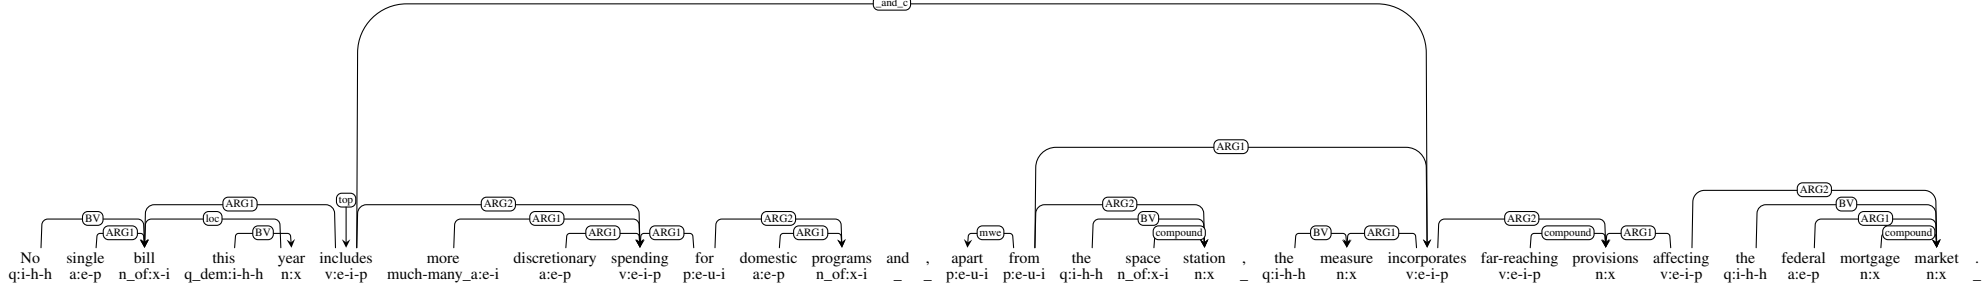 _and_c
ARG1
top
ARG1 ARG2 ARG2
BV loc ARG1 ARG2 BV ARG2 ARG1
ARG1 BV ARG1 ARG1 ARG1 mwe compound BV ARG1 compound ARG1 compound
ARG2
BV
No single bill this year includes more discretionary spending for domestic programs and , apart from the space station , the measure incorporates far-reaching provisions affecting the federal mortgage market .
q:i-h-h a:e-p n_of:x-i q_dem:i-h-h n:x v:e-i-p much-many_a:e-i a:e-p v:e-i-p p:e-u-i a:e-p n_of:x-i _ _ p:e-u-i p:e-u-i q:i-h-h n_of:x-i n:x _ q:i-h-h n:x v:e-i-p v:e-i-p n:x v:e-i-p q:i-h-h a:e-p n:x n:x _